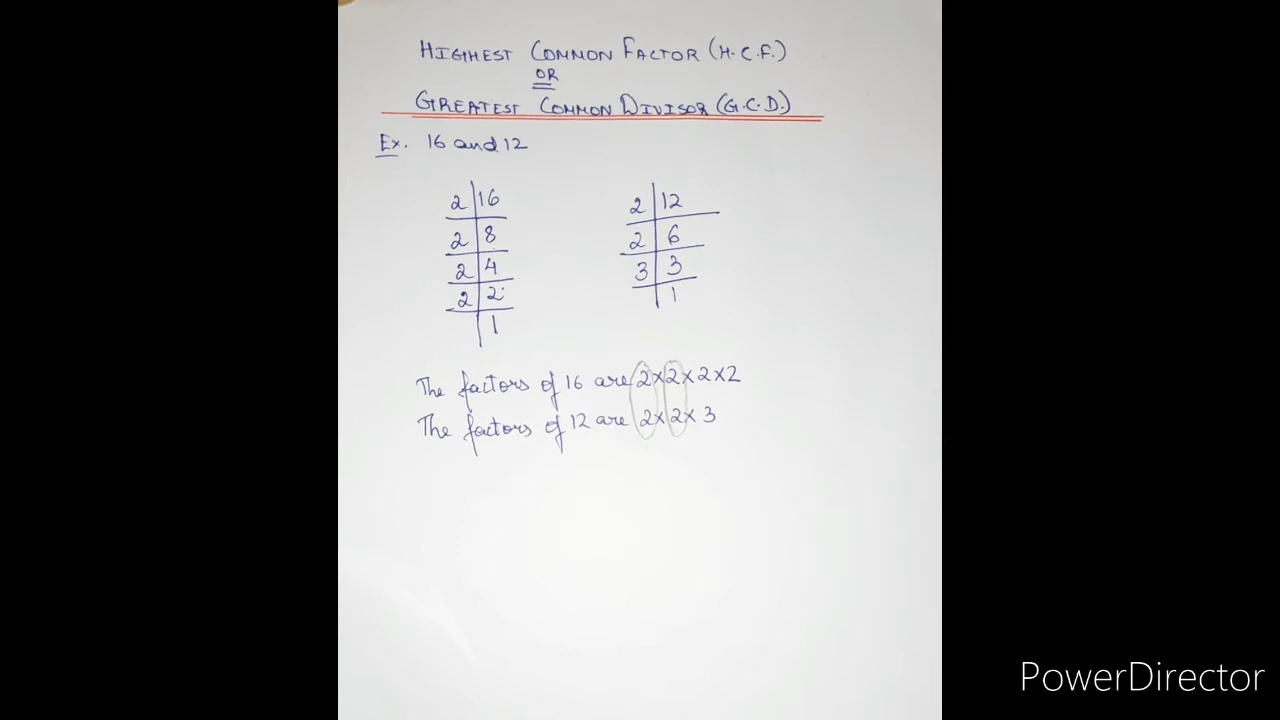 HIGHEST COMMON FACTOR (H.C.F.)
OR
GREATEST COMMON DIVISOR (G.C.D.)
Ex. 16 and 12
2 16
2 8
2 4
2 2
1
2 12
2 6
3 3
1
The factors of 16 are 2×2×2×2
The factors of 12 are 2×2×3
PowerDirector